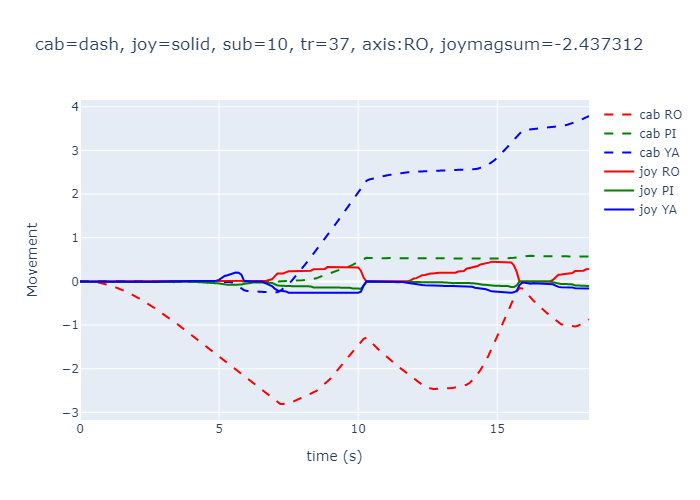 cab=dash, joy=solid, sub=10, tr=37, axis:RO, joymagsum=-2.437312
4
3
2
1
0
−1
−2
−3
Movement
0
5
10
15
time (s)
cab RO
cab PI
cab YA
joy RO
joy PI
joy YA